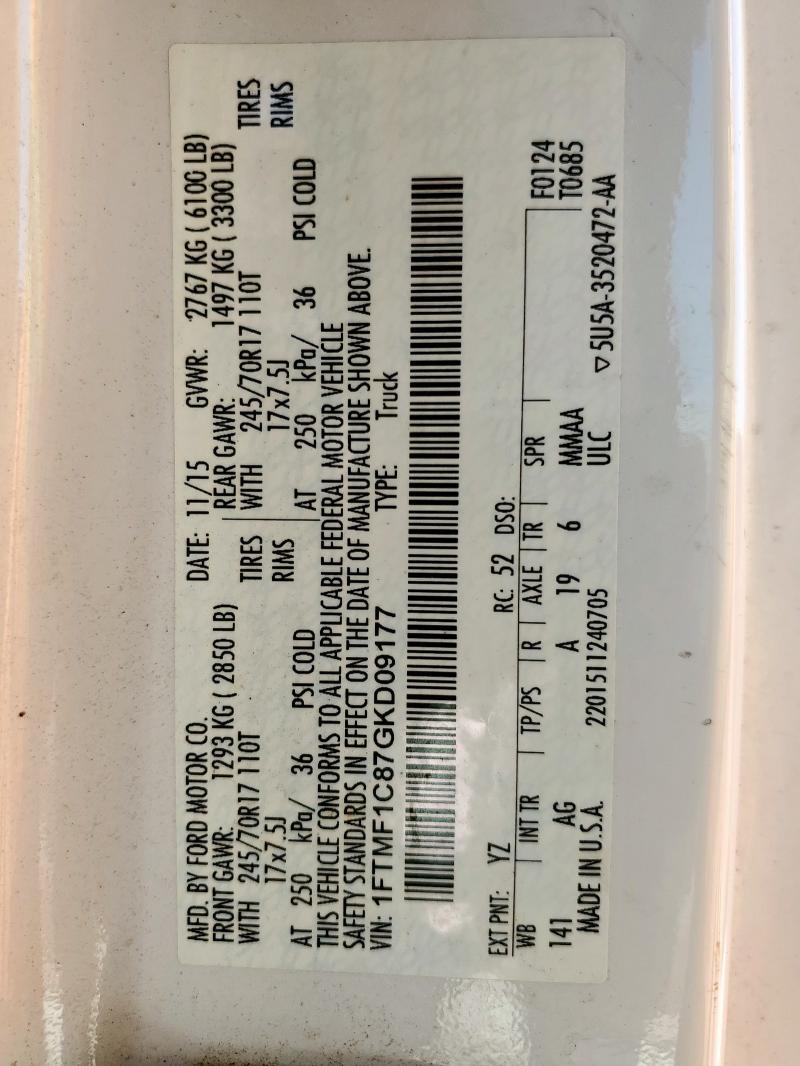 MFD. BY FORD MOTOR CO.
DATE: 11/15 GVWR: 2767 KG ( 6100 LB)
FRONT GAWR: 1293 KG ( 2850 LB) REAR GAWR: 1497 KG ( 3300 LB)
WITH 245/70R17 110T TIRES WITH 245/70R17 110T TIRES
17x7.5J RIMS 17x7.5J RIMS
AT 250 kPa/ 36 PSI COLD AT 250 kPa/ 36 PSI COLD
THIS VEHICLE CONFORMS TO ALL APPLICABLE FEDERAL MOTOR VEHICLE
SAFETY STANDARDS IN EFFECT ON THE DATE OF MANUFACTURE SHOWN ABOVE.
VIN: 1FTMF1C87GKD09177 TYPE: Truck
EXT PNT: YZ RC: 52 DSO:
WB INT TR TP/PS R AXLE TR SPR F0124
141 AG A 19 6 MMAA T0685
MADE IN U.S.A. 2201511240705 ULC
▽ 5U5A-3520472-AA